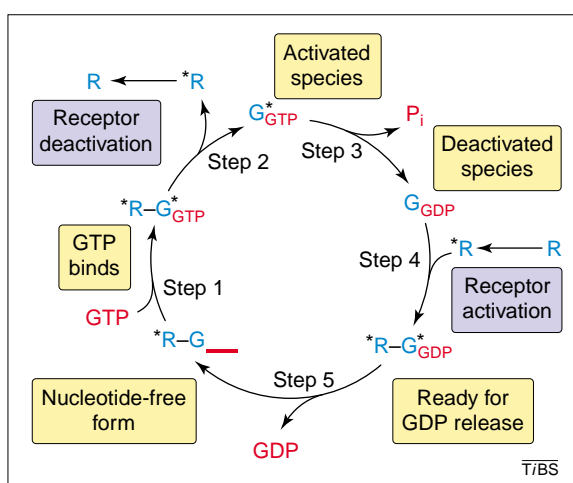 Activated
species
R
*R
Receptor
deactivation
G*GTP
Pi
Step 2
Step 3
Deactivated
species
*R–G*GTP
GGDP
GTP
binds
Step 1
Step 4
*R
R
Receptor
activation
GTP
*R–G
*R–G*GDP
Step 5
Nucleotide-free
form
Ready for
GDP release
GDP
TiBS